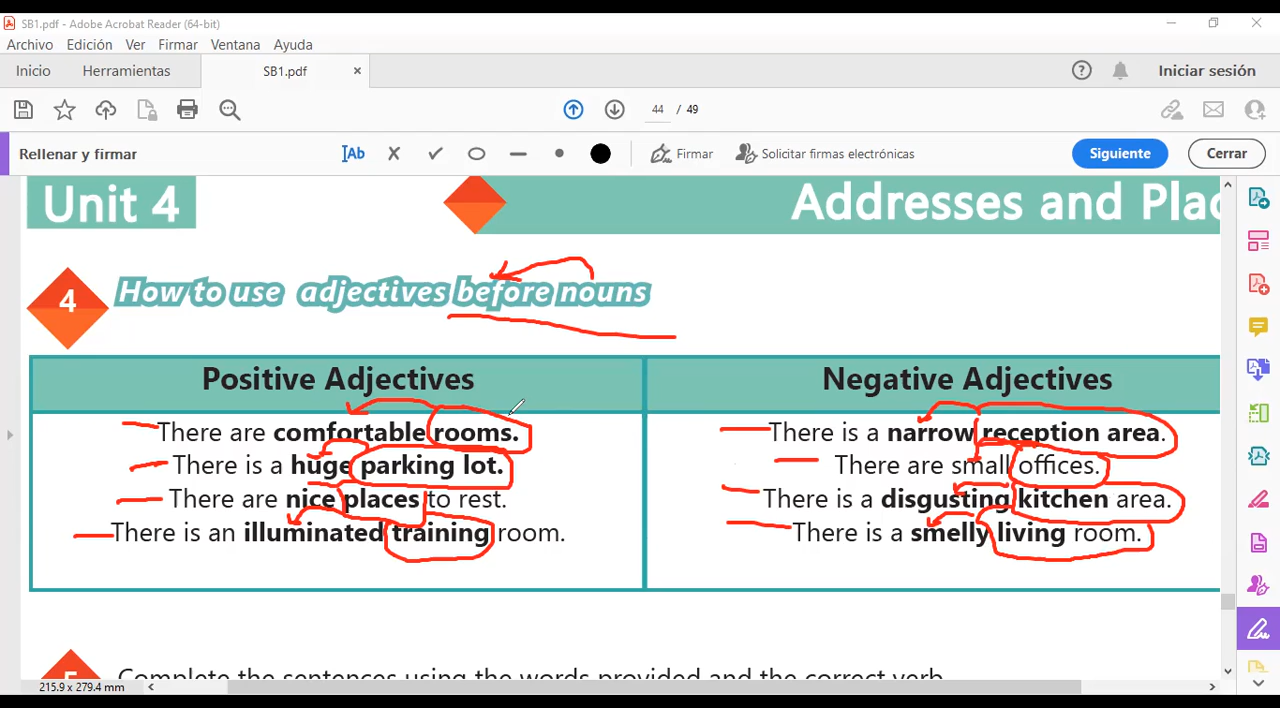 SB1.pdf - Adobe Acrobat Reader (64-bit)
Archivo Edición Ver Firmar Ventana Ayuda
Inicio Herramientas SB1.pdf × Iniciar sesión
44 / 49
Rellenar y firmar Ab Firmar Solicitar firmas electrónicas Siguiente Cerrar
Unit 4 Addresses and Plac
4 How to use adjectives before nouns
Positive Adjectives Negative Adjectives
There are comfortable rooms. There is a narrow reception area.
There is a huge parking lot. There are small offices.
There are nice places to rest. There is a disgusting kitchen area.
There is an illuminated training room. There is a smelly living room.
5 Complete the sentences using the words provided and the correct verb
215.9 x 279.4 mm